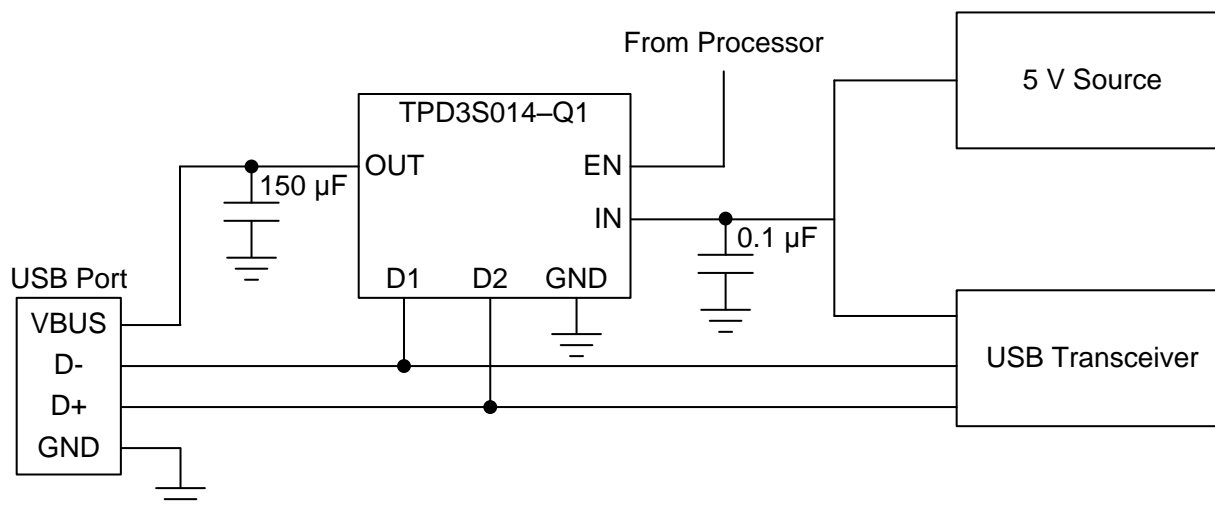 From Processor
5 V Source
TPD3S014–Q1
OUT
EN
150 µF
IN
0.1 µF
D1 D2 GND
USB Port
VBUS
D-
D+
GND
USB Transceiver